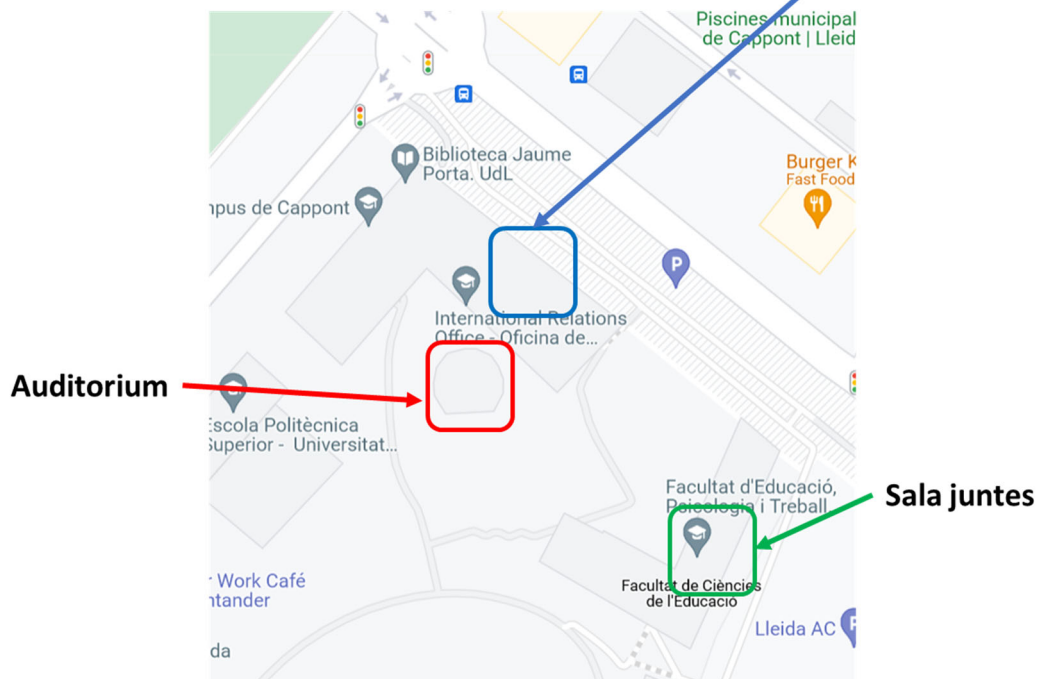 Piscines municipal
de Cappont | Lleid
Biblioteca Jaume
Porta. UdL
Burger K
Fast Food
npus de Cappont
P
International Relations
Office - Oficina de...
Auditorium
Escola Politècnica
Superior - Universitat...
Facultat d'Educació,
Psicologia i Treball
Sala juntes
Facultat de Ciències
de l'Educació
r Work Café
ntander
Lleida AC
P
da